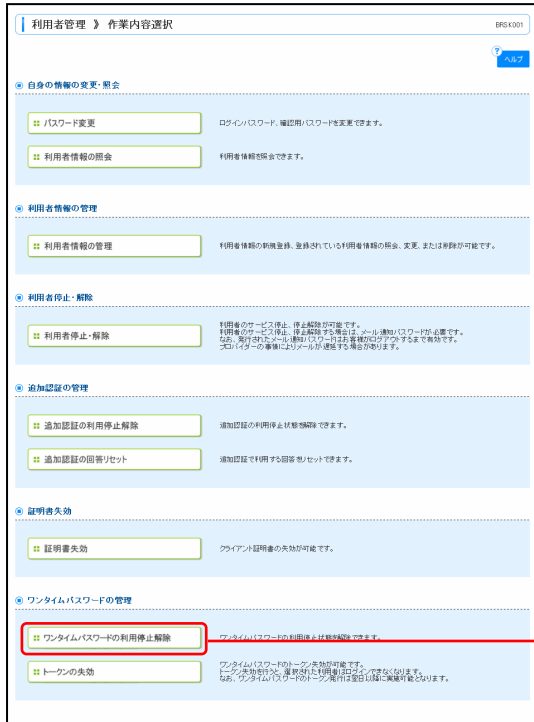 利用者管理 》 作業内容選択
BRSK001
? ヘルプ
自身の情報の変更・照会
パスワード変更
ログインパスワード、確認用パスワードを変更できます。
利用者情報の照会
利用者情報を照会できます。
利用者情報の管理
利用者情報の管理
利用者情報の新規登録、登録されている利用者情報の照会、変更、または削除が可能です。
利用者停止・解除
利用者停止・解除
利用者のサービス停止、停止解除が可能です。
利用者のサービス停止、停止解除する場合は、メール通知パスワードが必要です。
なお、発行されたメール通知パスワードはお客様がログアウトするまで有効です。
プロバイダーの事情によりメールが遅延する場合があります。
追加認証の管理
追加認証の利用停止解除
追加認証の利用停止状態を解除できます。
追加認証の回答リセット
追加認証で利用する回答をリセットできます。
証明書失効
証明書失効
クライアント証明書の失効が可能です。
ワンタイムパスワードの管理
ワンタイムパスワードの利用停止解除
ワンタイムパスワードの利用停止状態を解除できます。
トークンの失効
ワンタイムパスワードのトークン失効が可能です。
トークン失効を行うと、選択された利用者はログインできなくなります。
なお、ワンタイムパスワードのトークン発行は翌日以降に実施可能となります。